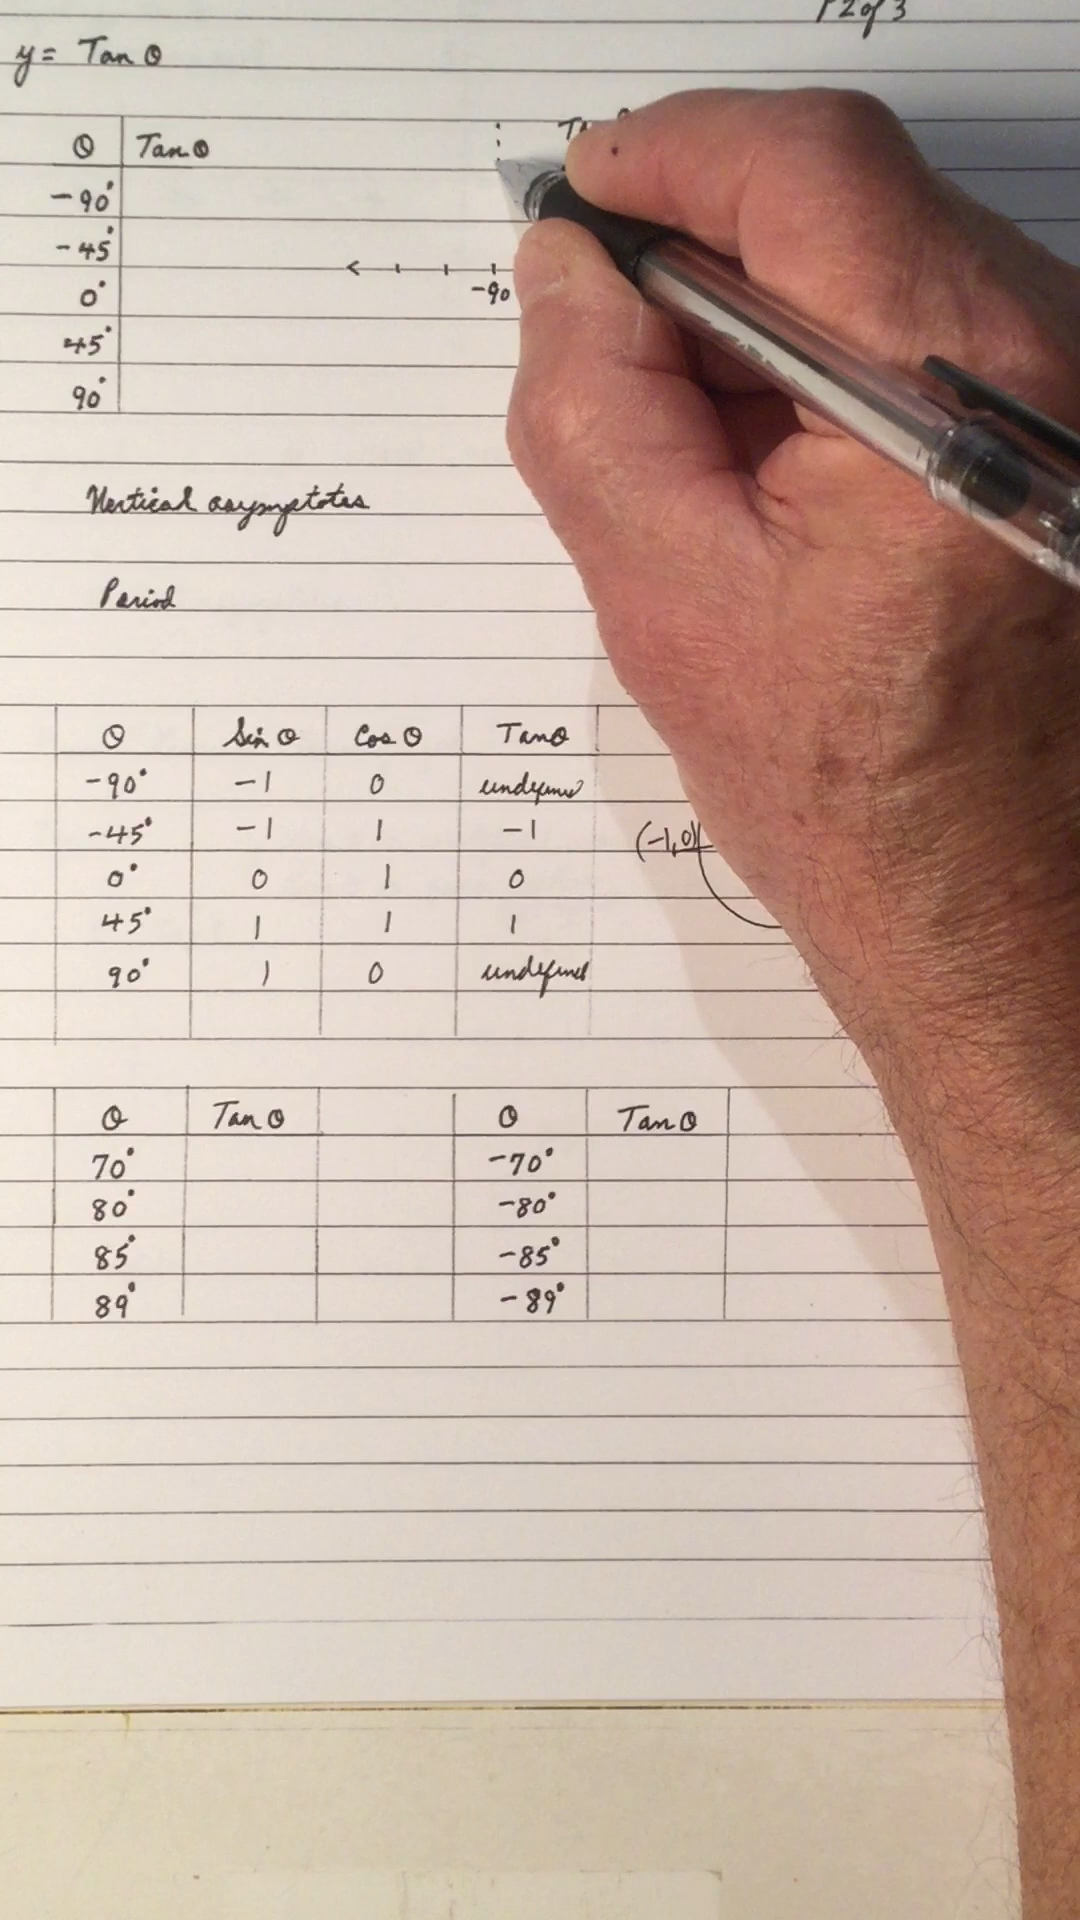 P2 of 3
y = Tan θ
θ Tan θ
-90°
-45°
0°
45°
90°
-90
Vertical asymptotes
Period
θ Sin θ Cos θ Tan θ
-90° -1 0 undefined
-45° -1 1 -1
(-1,0)
0° 0 1 0
45° 1 1 1
90° 1 0 undefined
θ Tan θ θ Tan θ
70° -70°
80° -80°
85° -85°
89° -89°